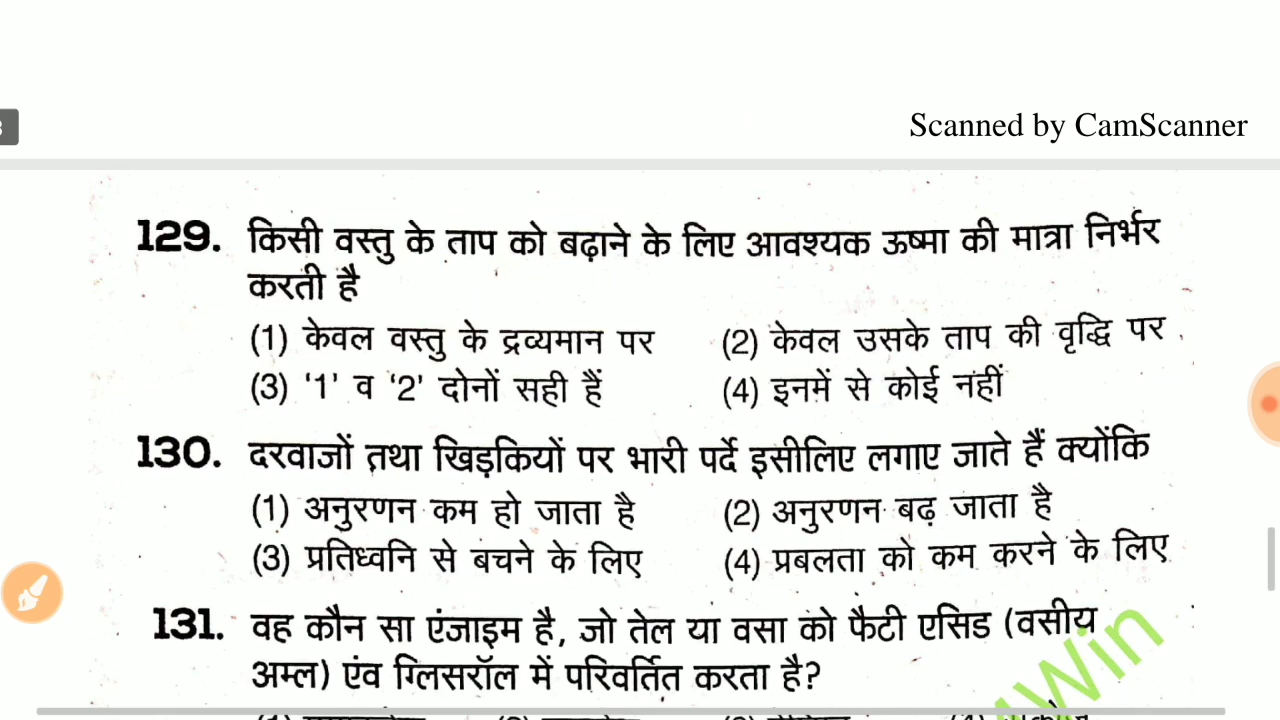 Scanned by CamScanner
129. किसी वस्तु के ताप को बढ़ाने के लिए आवश्यक ऊष्मा की मात्रा निर्भर
करती है
(1) केवल वस्तु के द्रव्यमान पर (2) केवल उसके ताप की वृद्धि पर
(3) '1' व '2' दोनों सही हैं (4) इनमें से कोई नहीं
130. दरवाजों तथा खिड़कियों पर भारी पर्दे इसीलिए लगाए जाते हैं क्योंकि
(1) अनुरणन कम हो जाता है (2) अनुरणन बढ़ जाता है
(3) प्रतिध्वनि से बचने के लिए (4) प्रबलता को कम करने के लिए
131. वह कौन सा एंजाइम है, जो तेल या वसा को फैटी एसिड (वसीय
अम्ल) एंव ग्लिसरॉल में परिवर्तित करता है?
Win